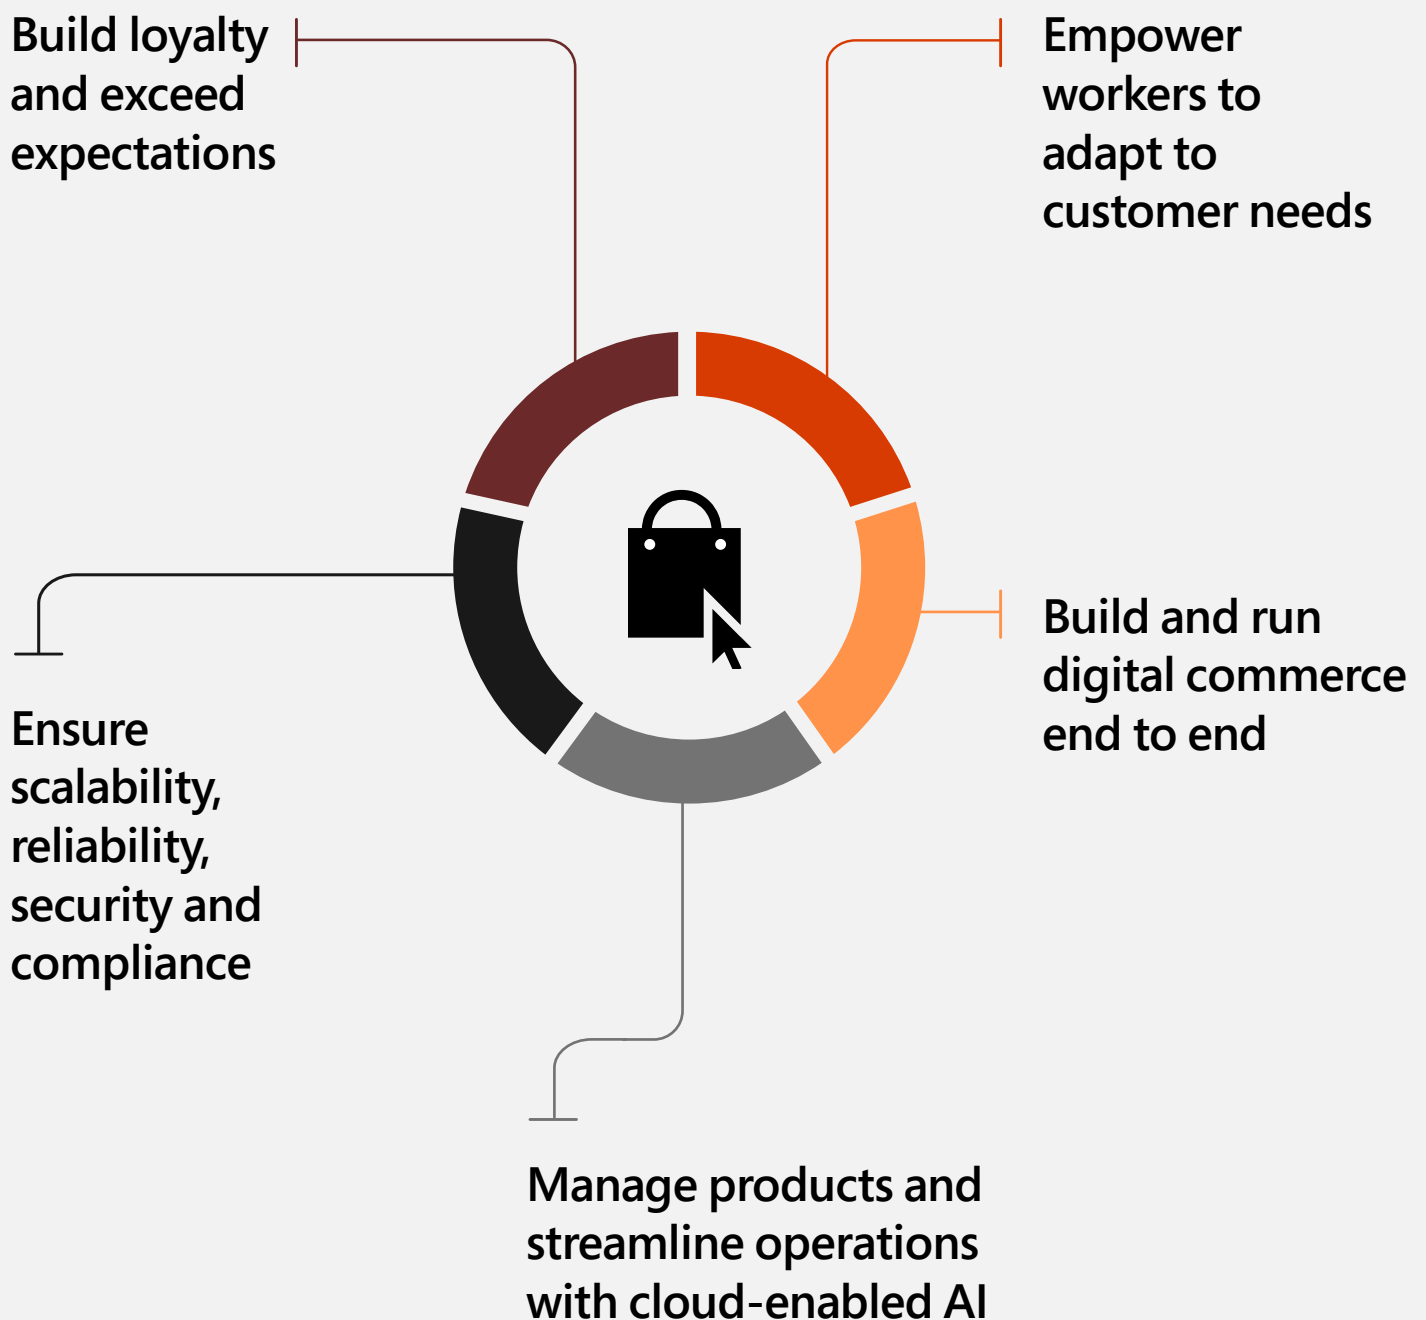 Build loyalty
and exceed
expectations
Empower
workers to
adapt to
customer needs
Build and run
digital commerce
end to end
Ensure
scalability,
reliability,
security and
compliance
Manage products and
streamline operations
with cloud-enabled AI